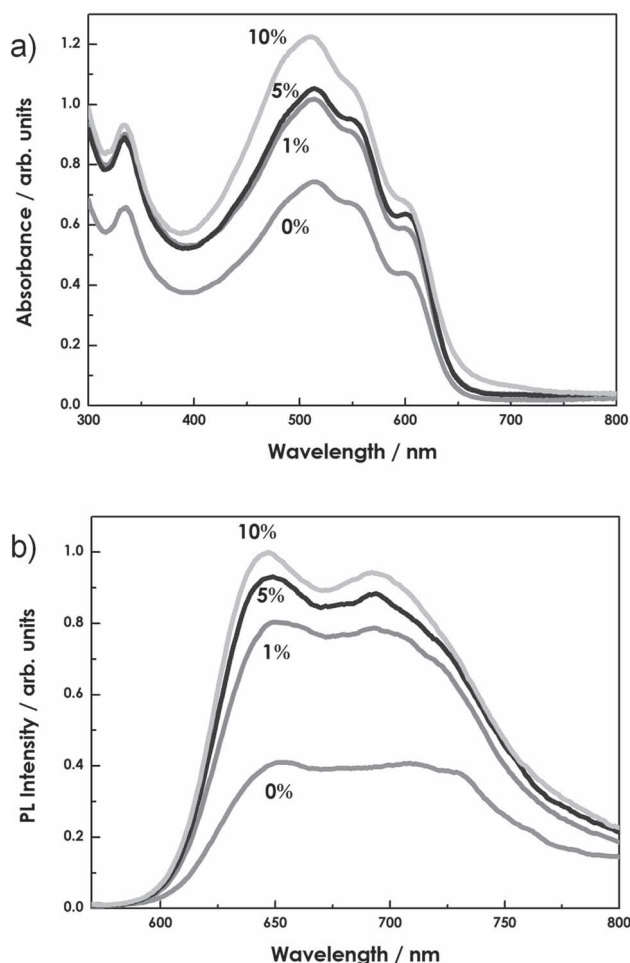 a)
Absorbance / arb. units
1.2
1.0
0.8
0.6
0.4
0.2
0.0
10%
5%
1%
0%
300 400 500 600 700 800
Wavelength / nm
b)
PL Intensity / arb. units
1.0
0.8
0.6
0.4
0.2
0.0
10%
5%
1%
0%
600 650 700 750 800
Wavelength / nm